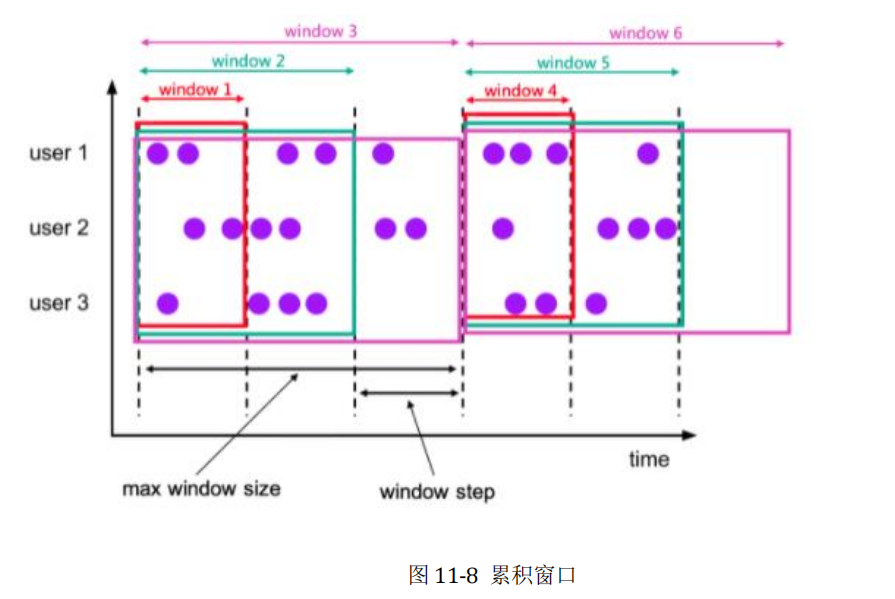 window 3
window 6
window 2
window 5
window 1
window 4
user 1
user 2
user 3
time
max window size
window step
图 11-8 累积窗口